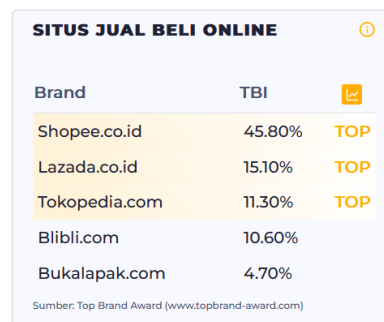 SITUS JUAL BELI ONLINE
Brand TBI
Shopee.co.id 45.80% TOP
Lazada.co.id 15.10% TOP
Tokopedia.com 11.30% TOP
Blibli.com 10.60%
Bukalapak.com 4.70%
Sumber: Top Brand Award (www.topbrand-award.com)